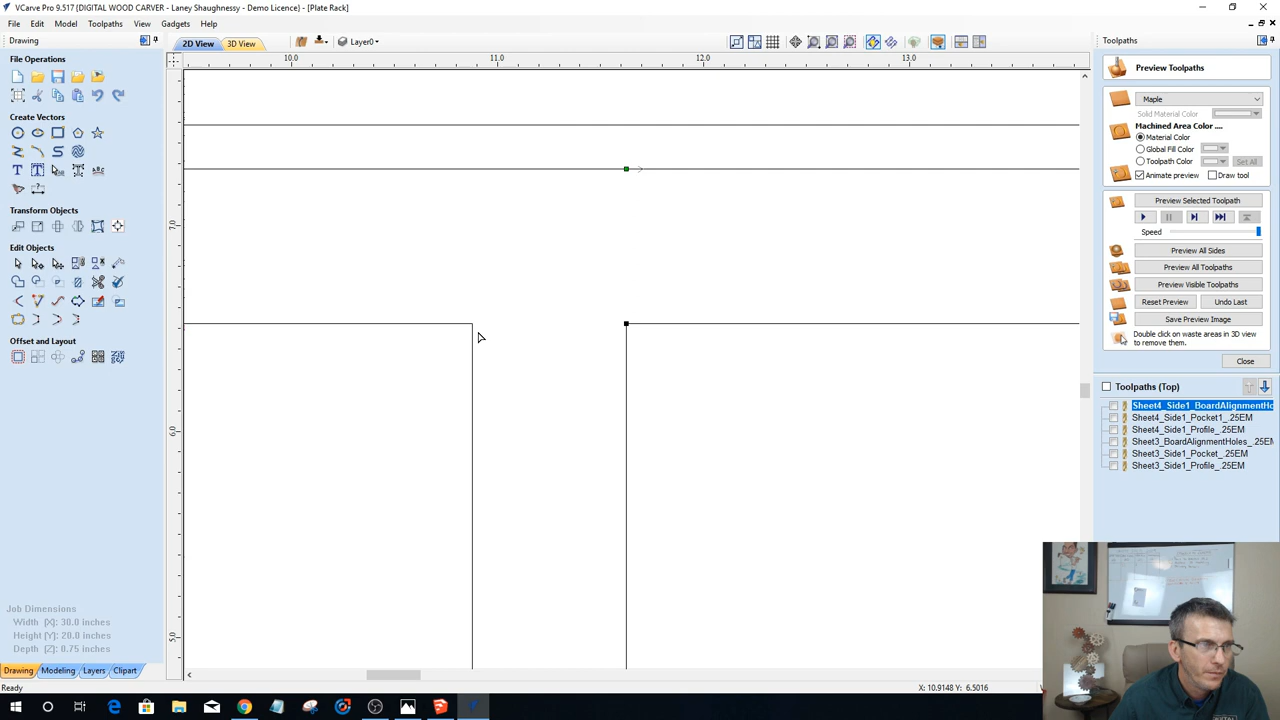 VCarve Pro 9.517 {DIGITAL WOOD CARVER - Laney Shaughnessy - Demo Licence} - [Plate Rack]
File Edit Model Toolpaths View Gadgets Help
Drawing
2D View 3D View Layer0
Toolpaths
File Operations
10.0 11.0 12.0 13.0
Preview Toolpaths
Maple
Solid Material Color
Create Vectors
Machined Area Color ....
Material Color
Global Fill Color
Toolpath Color Set All
Animate preview Draw tool
Transform Objects
Preview Selected Toolpath
7.0
Speed
Edit Objects
Preview All Sides
Preview All Toolpaths
Preview Visible Toolpaths
Reset Preview Undo Last
Save Preview Image
Double click on waste areas in 3D view
to remove them.
Offset and Layout
Close
Toolpaths (Top)
Sheet4_Side1_BoardAlignmentHo
Sheet4_Side1_Pocket1_.25EM
Sheet4_Side1_Profile_.25EM
6.0
Sheet3_BoardAlignmentHoles_.25EM
Sheet3_Side1_Pocket_.25EM
Sheet3_Side1_Profile_.25EM
Job Dimensions
Width (X): 30.0 inches
Height (Y): 20.0 inches
Depth (Z): 0.75 inches
5.0
Drawing Modeling Layers Clipart
Ready
X: 10.9148 Y: 6.5016